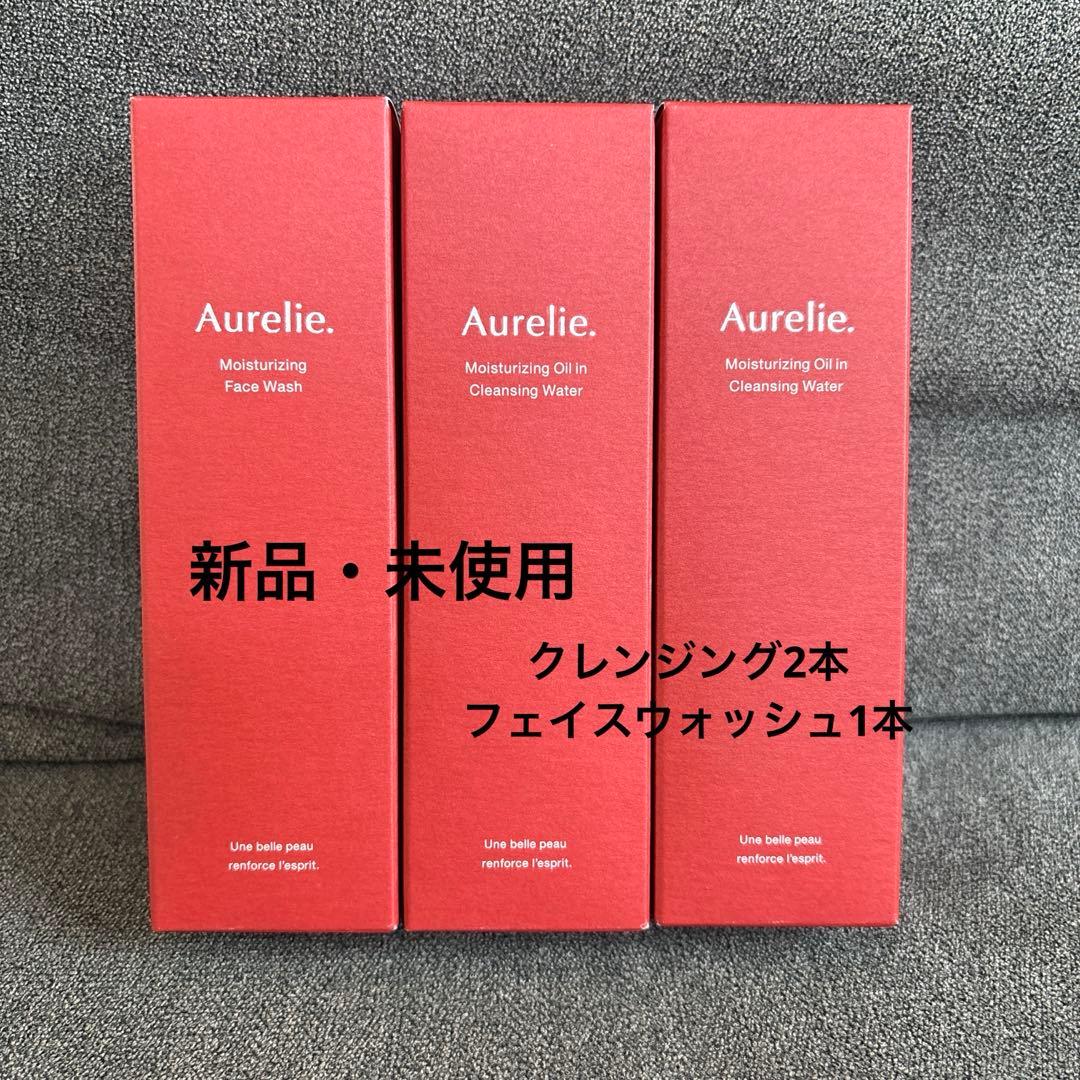 Aurelie.
Moisturizing
Face Wash
Aurelie.
Moisturizing Oil in
Cleansing Water
Aurelie.
Moisturizing Oil in
Cleansing Water
新品・未使用
クレンジング2本
フェイスウォッシュ1本
Une belle peau
renforce l'esprit.
Une belle peau
renforce l'esprit.
Une belle peau
renforce l'esprit.